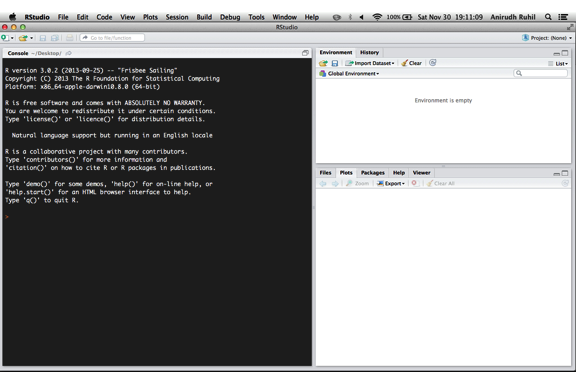 RStudio File Edit Code View Plots Session Build Debug Tools Window Help 100% Sat Nov 30 19:11:09 Anirudh Ruhil
RStudio
Go to file/function Project: (None)
Console ~/Desktop/
R version 3.0.2 (2013-09-25) -- "Frisbee Sailing"
Copyright (C) 2013 The R Foundation for Statistical Computing
Platform: x86_64-apple-darwin10.8.0 (64-bit)
R is free software and comes with ABSOLUTELY NO WARRANTY.
You are welcome to redistribute it under certain conditions.
Type 'license()' or 'licence()' for distribution details.
Natural language support but running in an English locale
R is a collaborative project with many contributors.
Type 'contributors()' for more information and
'citation()' on how to cite R or R packages in publications.
Type 'demo()' for some demos, 'help()' for on-line help, or
'help.start()' for an HTML browser interface to help.
Type 'q()' to quit R.
>
Environment History
Import Dataset Clear List
Global Environment
Environment is empty
Files Plots Packages Help Viewer
Zoom Export Clear All